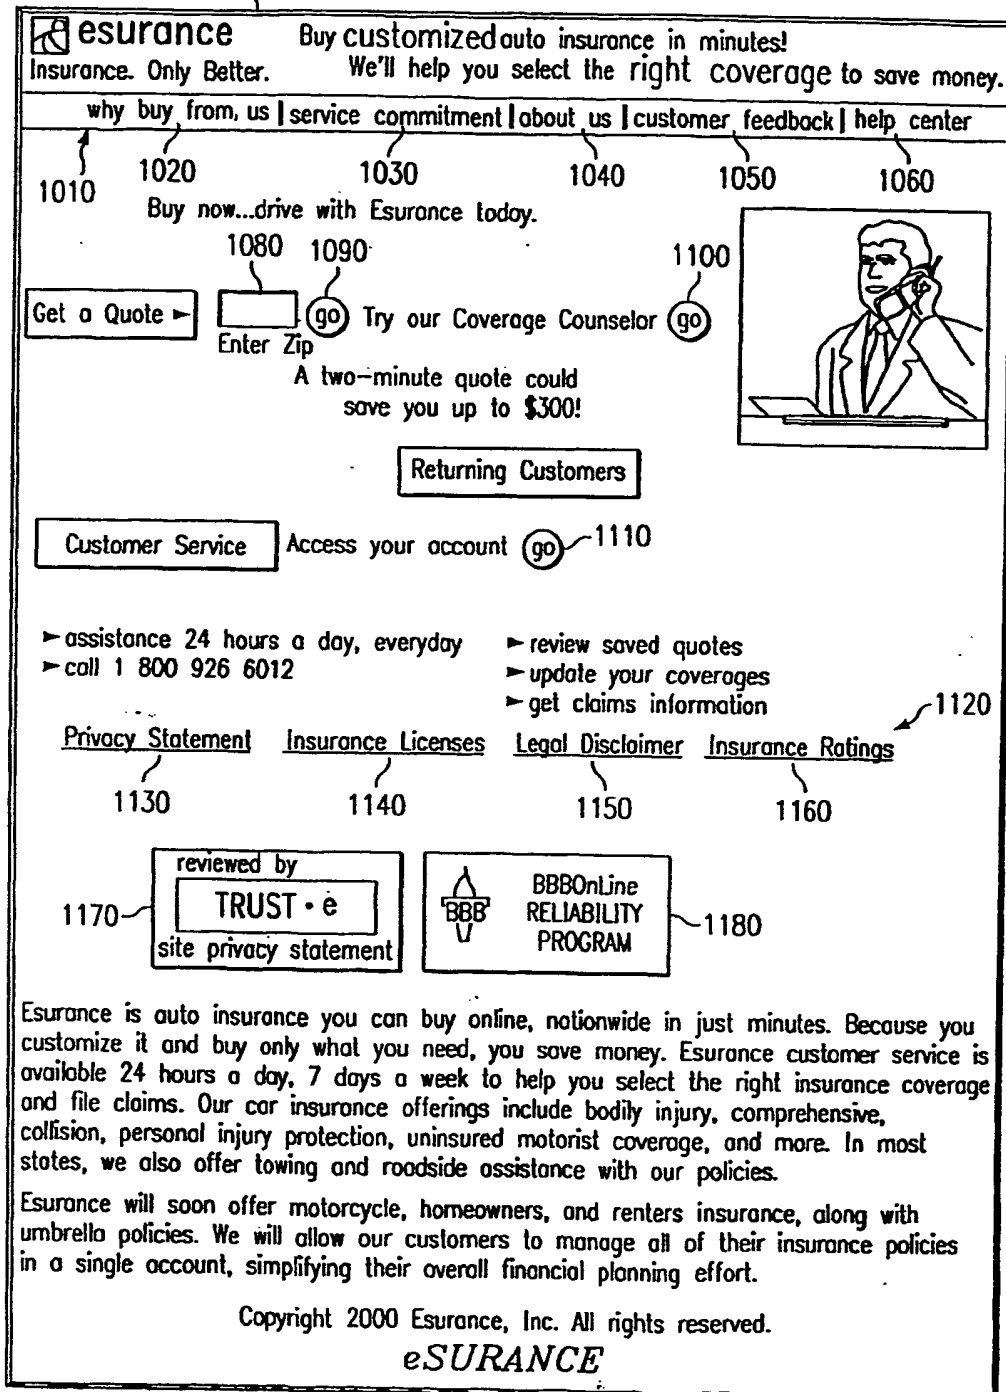 esurance Buy customized auto insurance in minutes!
Insurance. Only Better. We'll help you select the right coverage to save money.
why buy from us | service commitment | about us | customer feedback | help center
1010 1020 1030 1040 1050 1060
Buy now...drive with Esurance today.
1080 1090 1100
Get a Quote ► go Try our Coverage Counselor go
Enter Zip
A two-minute quote could
save you up to $300!
Returning Customers
Customer Service Access your account go 1110
► assistance 24 hours a day, everyday ► review saved quotes
► call 1 800 926 6012 ► update your coverages
► get claims information
1120
Privacy Statement Insurance Licenses Legal Disclaimer Insurance Ratings
1130 1140 1150 1160
reviewed by
TRUST • e
site privacy statement
1170
BBB
BBBOnLine
RELIABILITY
PROGRAM
1180
Esurance is auto insurance you can buy online, nationwide in just minutes. Because you
customize it and buy only what you need, you save money. Esurance customer service is
available 24 hours a day, 7 days a week to help you select the right insurance coverage
and file claims. Our car insurance offerings include bodily injury, comprehensive,
collision, personal injury protection, uninsured motorist coverage, and more. In most
states, we also offer towing and roadside assistance with our policies.
Esurance will soon offer motorcycle, homeowners, and renters insurance, along with
umbrella policies. We will allow our customers to manage all of their insurance policies
in a single account, simplifying their overall financial planning effort.
Copyright 2000 Esurance, Inc. All rights reserved.
eSURANCE